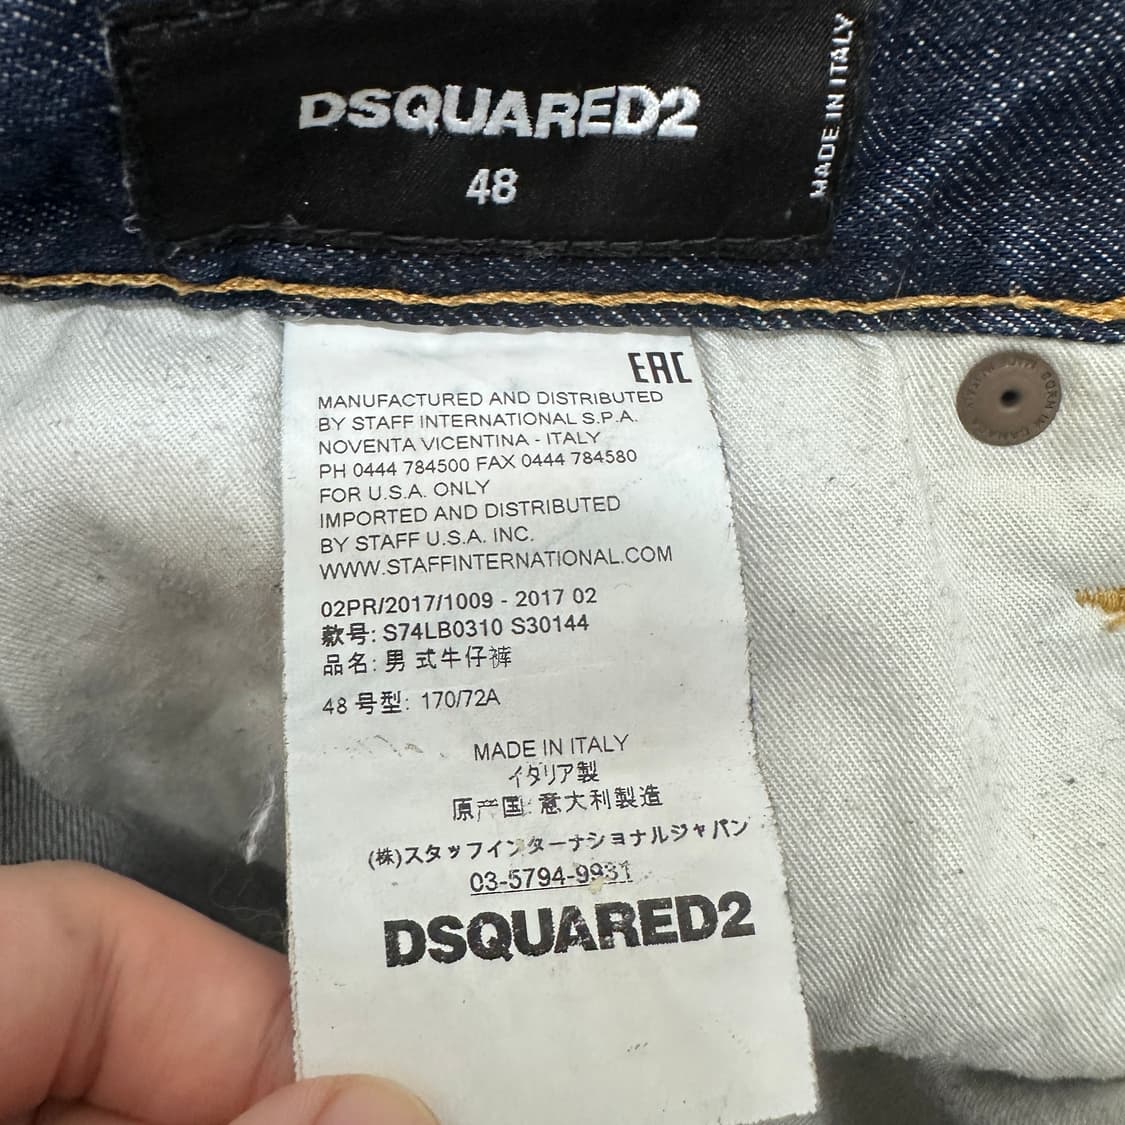 DSQUARED2
48
MADE IN ITALY
EAC
MANUFACTURED AND DISTRIBUTED
BY STAFF INTERNATIONAL S.P.A.
NOVENTA VICENTINA - ITALY
PH 0444 784500 FAX 0444 784580
FOR U.S.A. ONLY
IMPORTED AND DISTRIBUTED
BY STAFF U.S.A. INC.
WWW.STAFFINTERNATIONAL.COM
02PR/2017/1009 - 2017 02
款号: S74LB0310 S30144
品名: 男 式牛仔裤
48 号型: 170/72A
MADE IN ITALY
イタリア製
原产国: 意大利製造
(株)スタッフインターナショナルジャパン
03-5794-9931
DSQUARED2
BORN IN CANADA